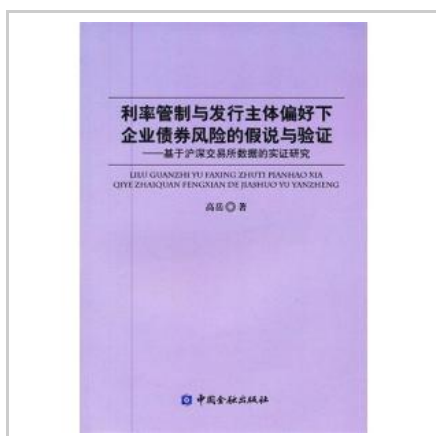 利率管制与发行主体偏好下
企业债券风险的假说与验证
——基于沪深交易所数据的实证研究
LILU GUANZHI YU FAXING ZHUTI PIANHAO XIA
QIYE ZHAIQUAN FENGXIAN DE JIASHUO YU YANZHENG
高岳◎著
中国金融出版社